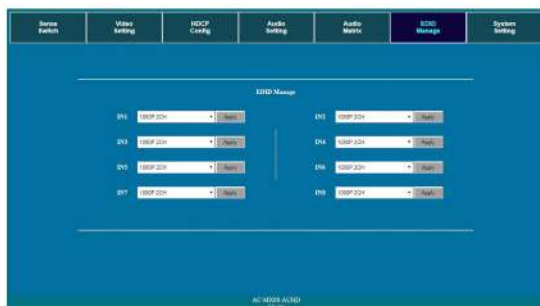 Sense Video HDCP Audio Audio EDID System
Switch Setting Config Setting Matrix Manage Setting
EDID Manage
IN1 1080P 2CH Apply IN2 1080P 2CH Apply
IN3 1080P 2CH Apply IN4 1080P 2CH Apply
IN5 1080P 2CH Apply IN6 1080P 2CH Apply
IN7 1080P 2CH Apply IN8 1080P 2CH Apply